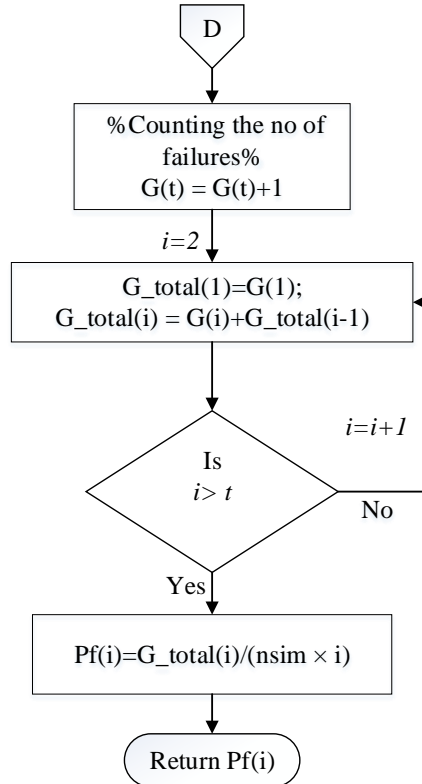 D
%Counting the no of
failures%
G(t) = G(t)+1
i=2
G_total(1)=G(1);
G_total(i) = G(i)+G_total(i-1)
i=i+1
Is
i> t
No
Yes
Pf(i)=G_total(i)/(nsim × i)
Return Pf(i)